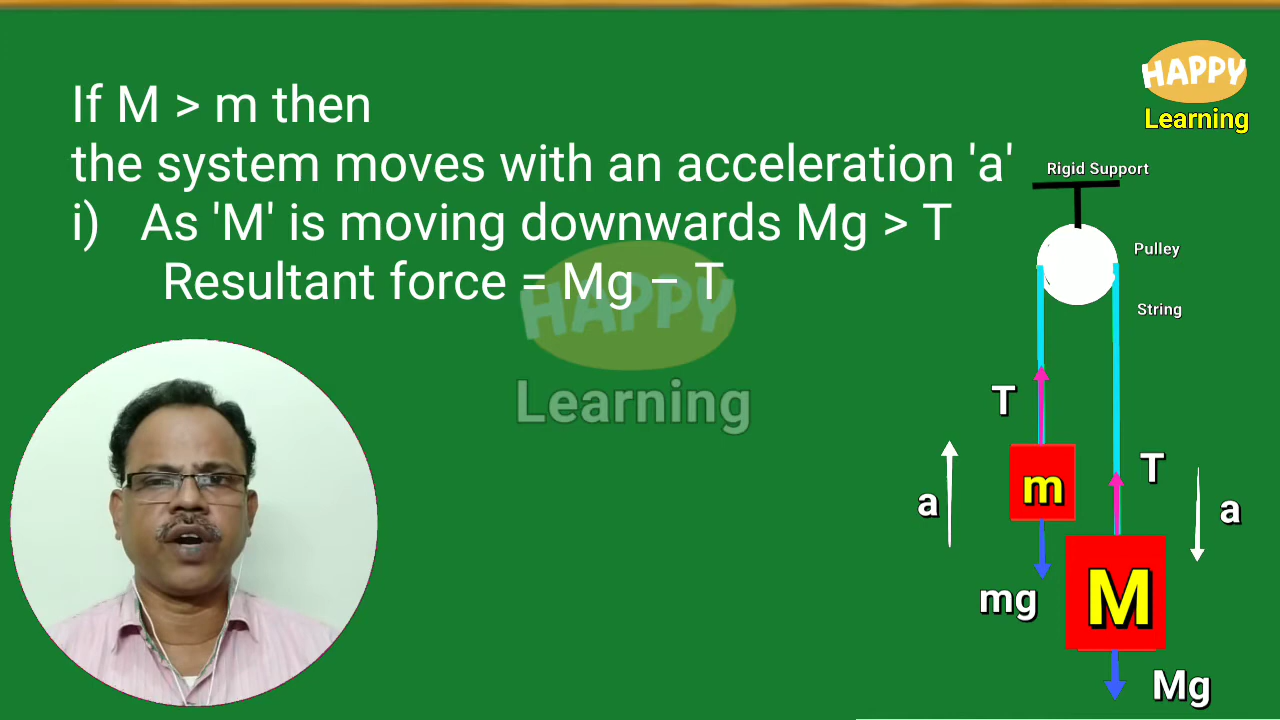 HAPPY
Learning
If M > m then
the system moves with an acceleration 'a'
i) As 'M' is moving downwards Mg > T
Resultant force = Mg – T
HAPPY
Learning
Rigid Support
Pulley
String
T
T
a
m
a
mg
M
Mg